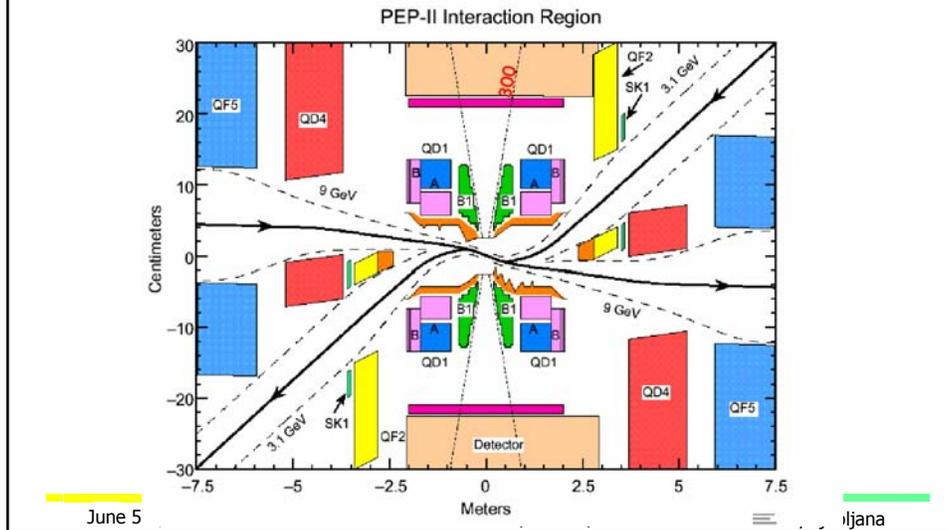 PEP-II Interaction Region
30
20
10
0
−10
−20
−30
Centimeters
−7.5
−5
−2.5
0
2.5
5
7.5
Meters
QF5
QD4
9 GeV
300
QF2
SK1
3.1 GeV
QD1
QD1
B
A
B1
B1
A
B
B
A
B1
B1
A
B
QD1
QD1
9 GeV
3.1 GeV
SK1
QF2
Detector
QD4
QF5
June 5